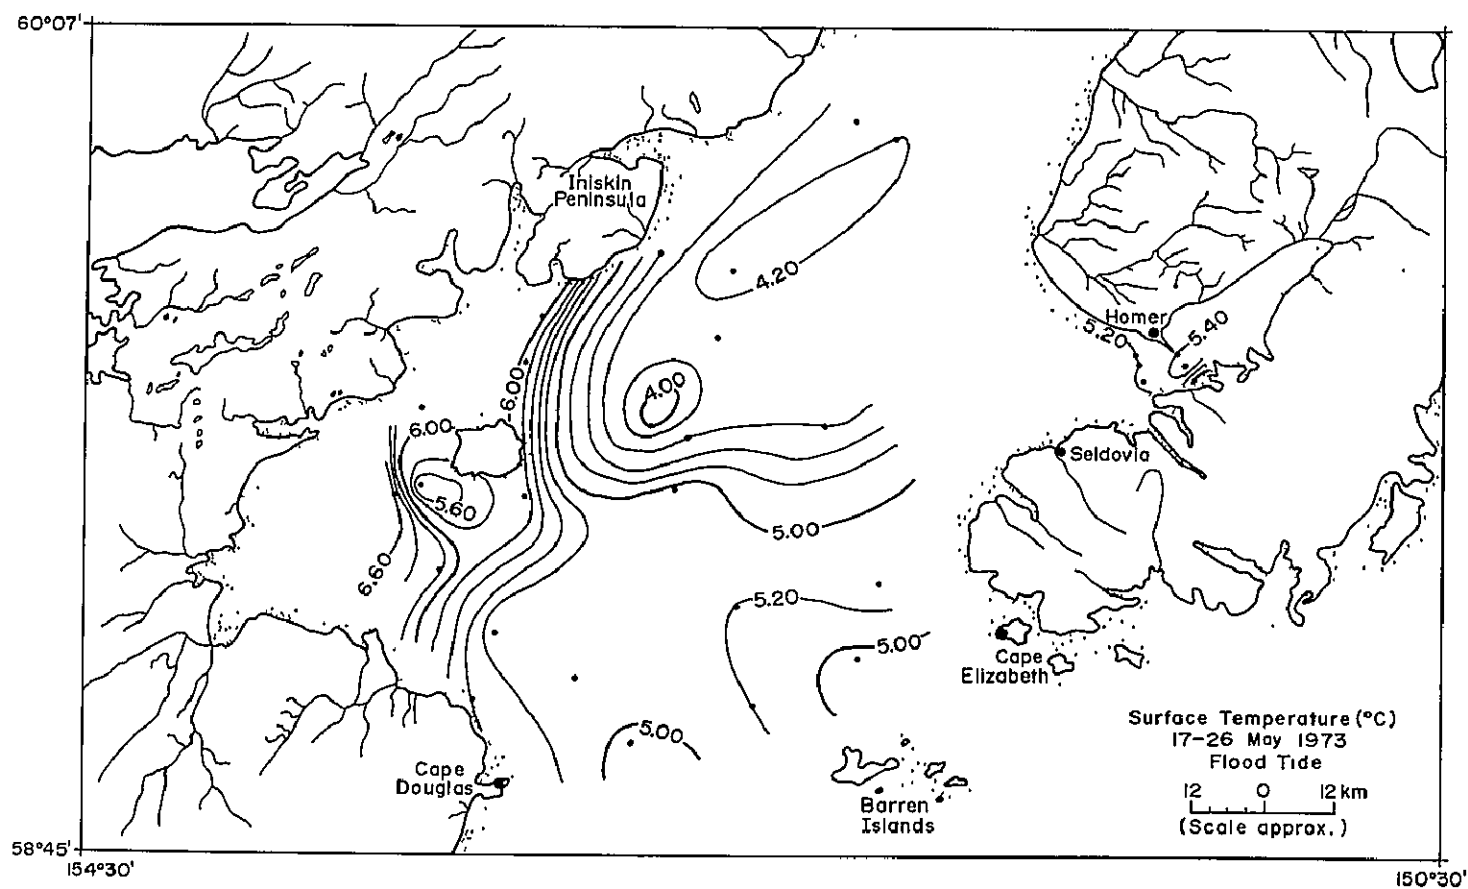 60°07'
Iniskin
Peninsula
4.20
Homer
5.20
5.40
4.00
6.00
6.00
Seldovia
5.60
5.00
6.60
5.20
5.00
Cape
Elizabeth
5.00
Surface Temperature (°C)
17-26 May 1973
Flood Tide
12 0 12 km
(Scale approx.)
Cape
Douglas
Barren
Islands
58°45'
154°30'
150°30'